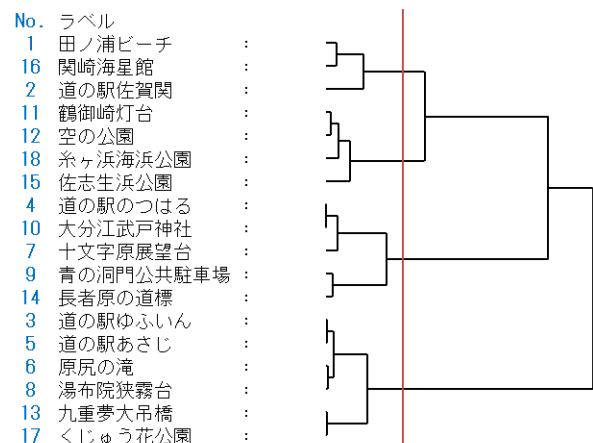 No. ラベル
1 田ノ浦ビーチ :
16 関崎海星館 :
2 道の駅佐賀関 :
11 鶴御崎灯台 :
12 空の公園 :
18 糸ヶ浜海浜公園 :
15 佐志生浜公園 :
4 道の駅のつはる :
10 大分江武戸神社 :
7 十文字原展望台 :
9 青の洞門公共駐車場 :
14 長者原の道標 :
3 道の駅ゆふいん :
5 道の駅あさじ :
6 原尻の滝 :
8 湯布院狭霧台 :
13 九重夢大吊橋 :
17 くじゅう花公園 :